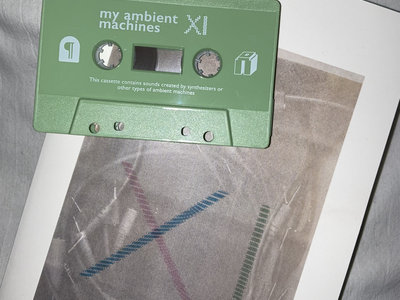 my ambient
machines
XI
¶
This cassette contains sounds created by synthesizers or
other types of ambient machines